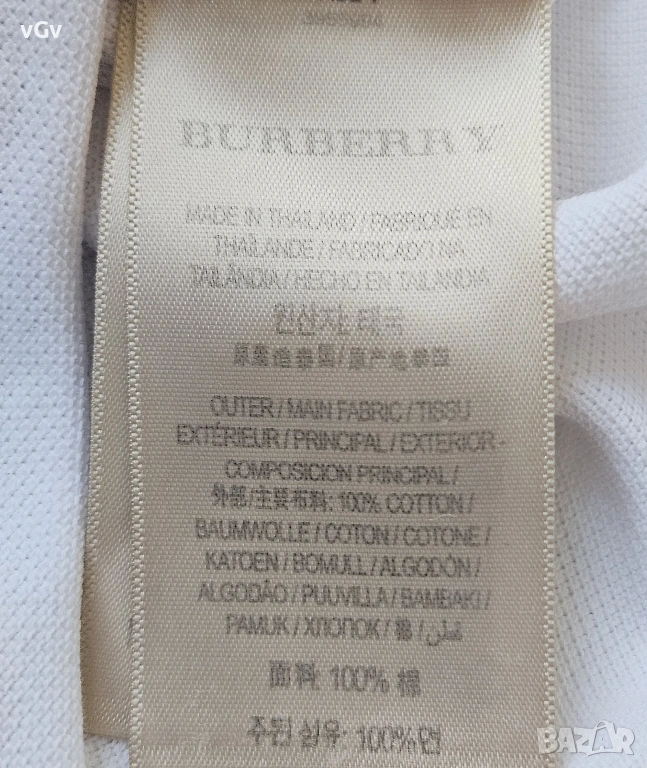 vGv
BURBERRY
MADE IN THAILAND / FABRIQUÉ EN
THAÏLANDE / FABRICADO NA
TAILÂNDIA / HECHO EN TAILANDIA
원산지: 태국
原産地泰国 / 原产地泰国
OUTER / MAIN FABRIC / TISSU
EXTÉRIEUR / PRINCIPAL / EXTERIOR -
COMPOSICION PRINCIPAL /
外部/主要布料: 100% COTTON /
BAUMWOLLE / COTON / COTONE /
KATOEN / BOMULL / ALGODÓN /
ALGODÃO / PUUVILLA / BAMBAKI /
PAMUK / ХЛОПОК / 綿 / قطن
面料: 100% 棉
주된 섬유: 100%면
BAZAR